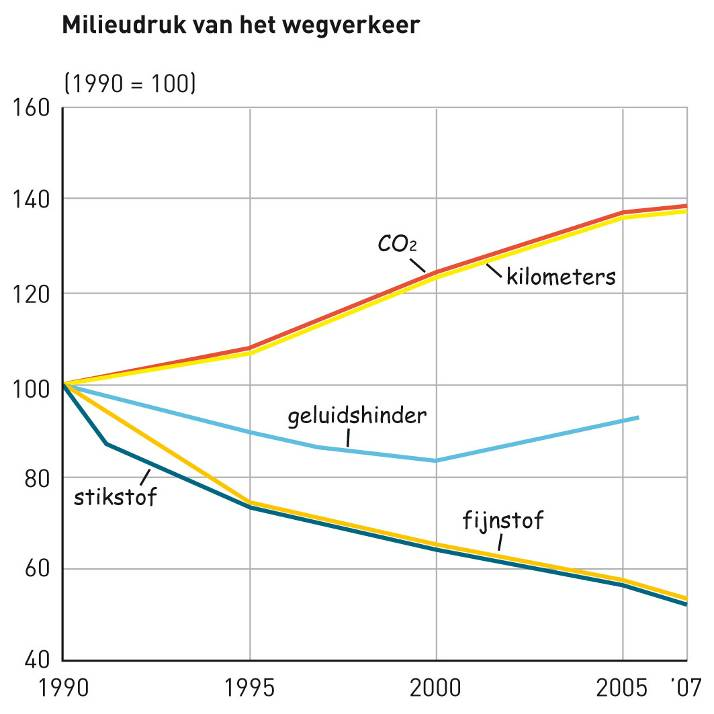 Milieudruk van het wegverkeer
(1990 = 100)
160
140
CO₂
kilometers
120
100
geluidshinder
80
stikstof
fijnstof
60
40
1990 1995 2000 2005 '07